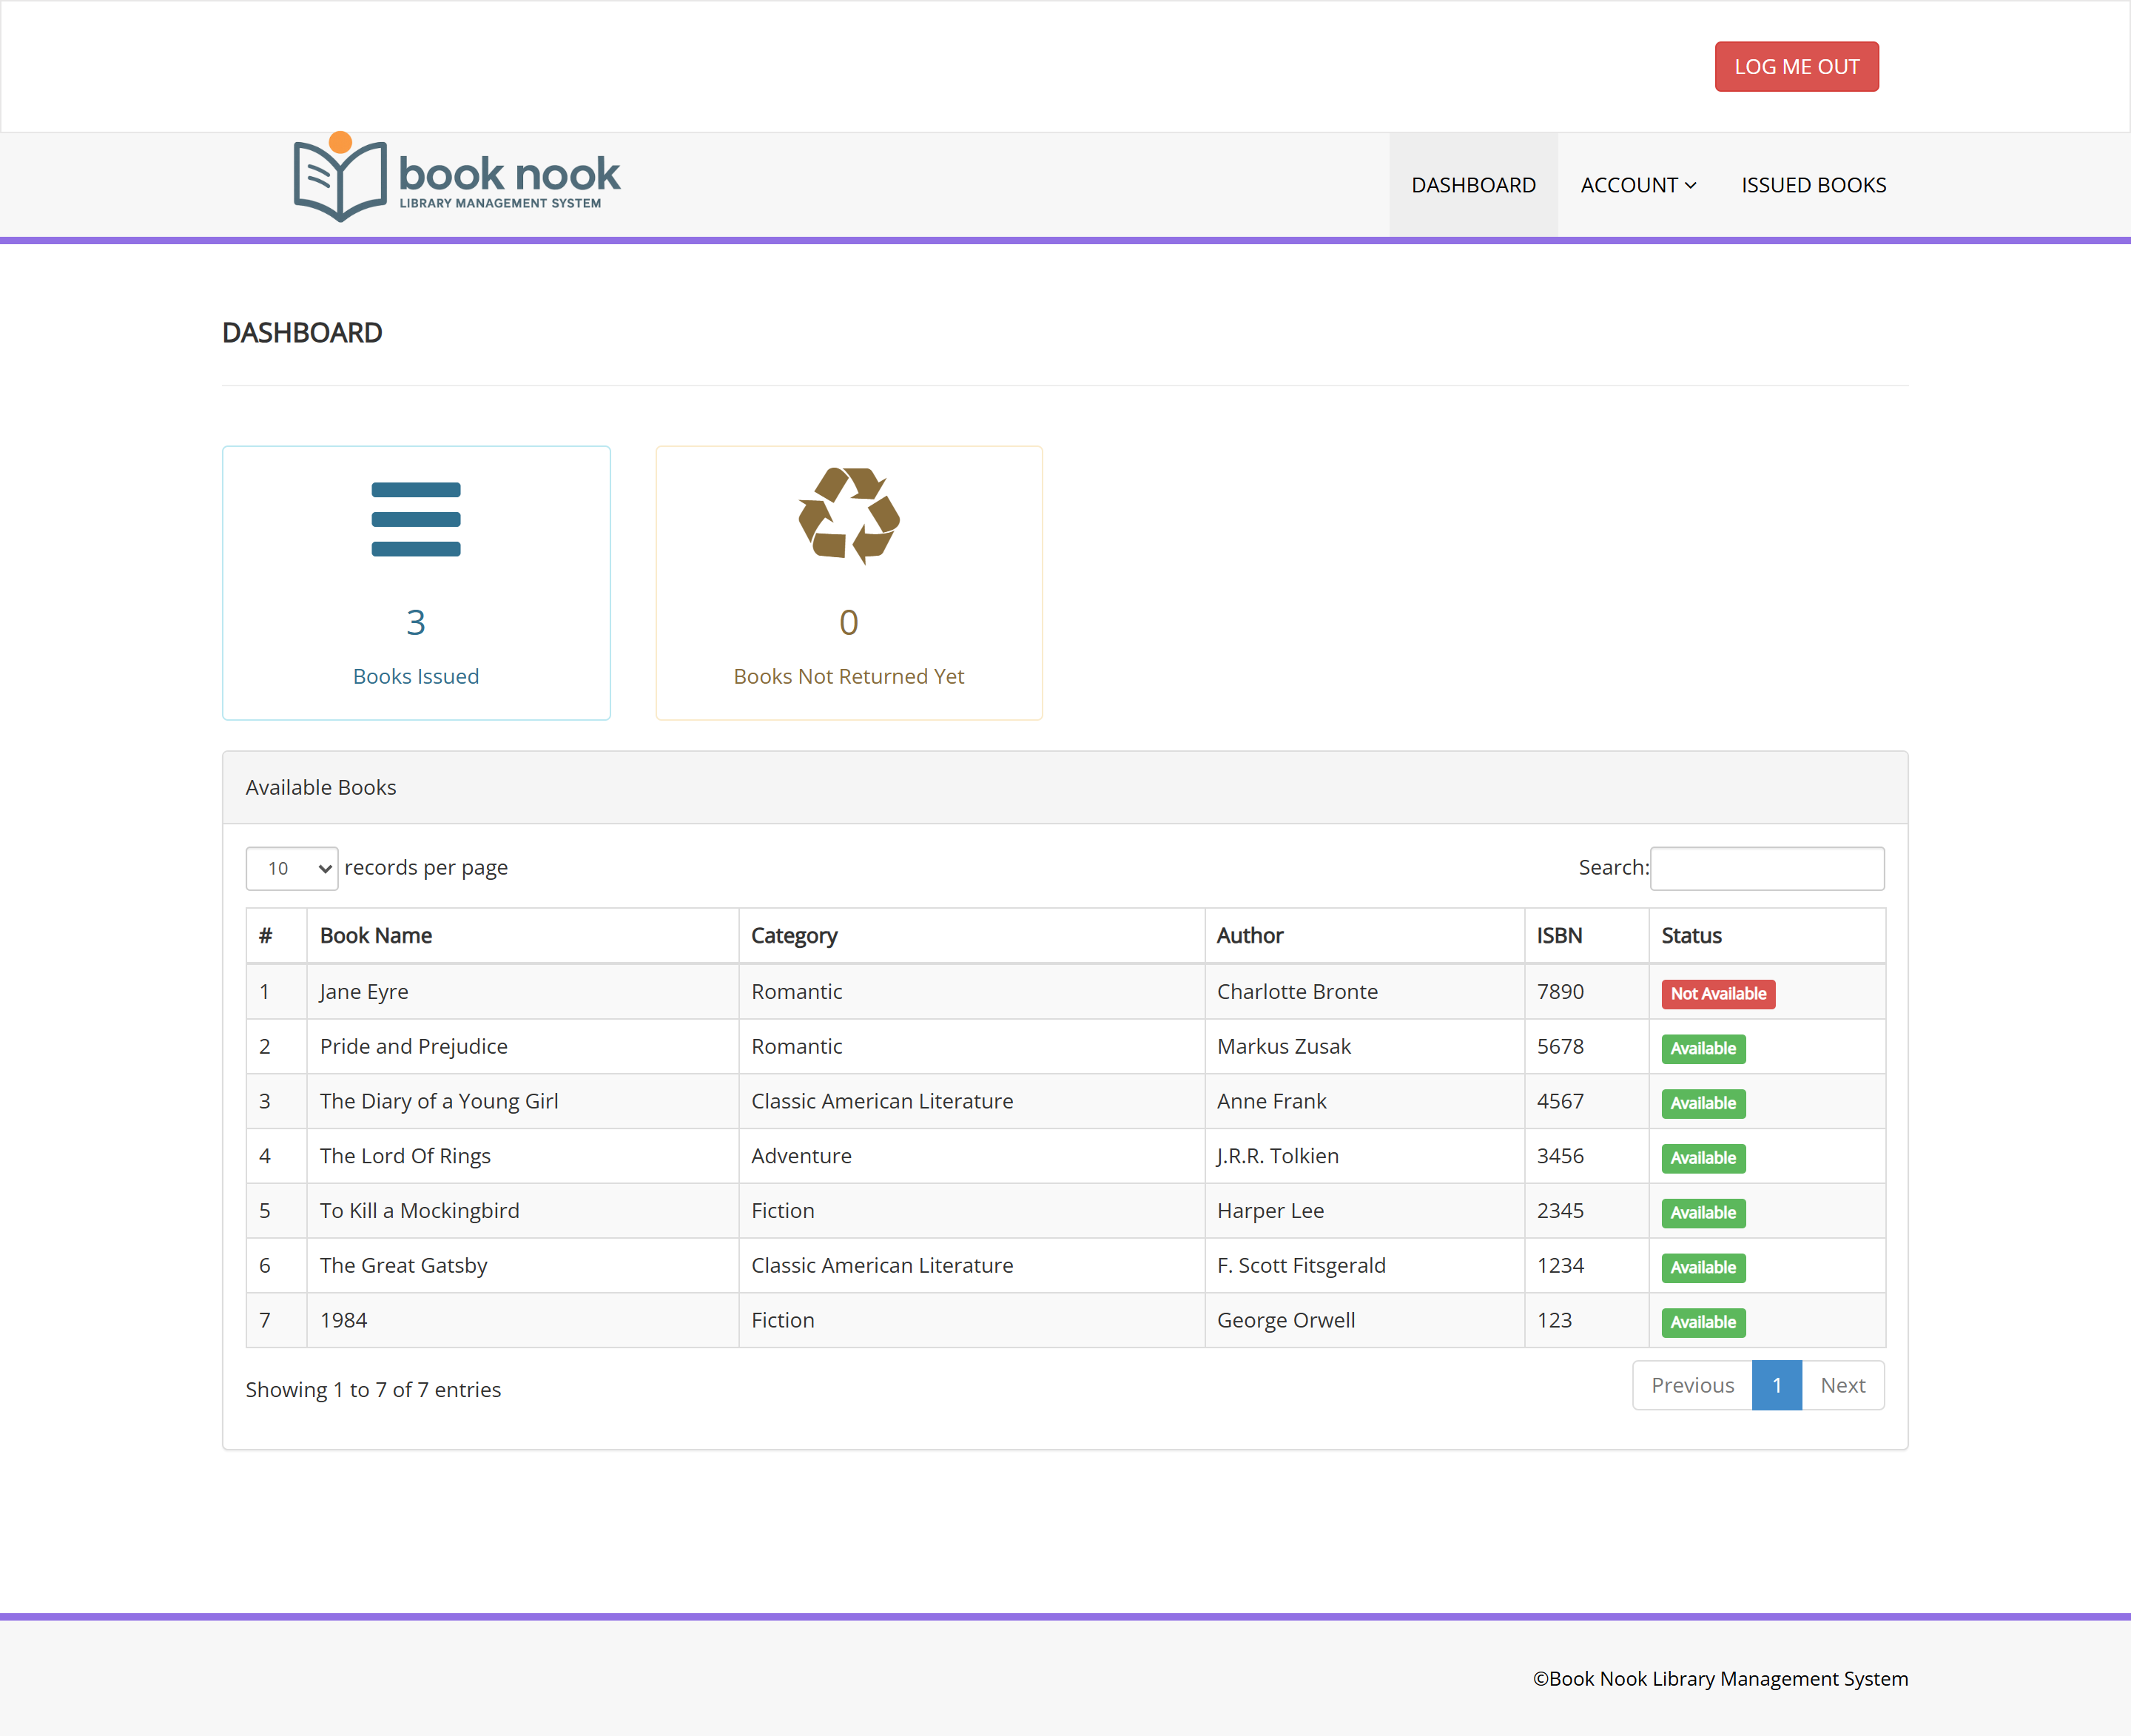 LOG ME OUT
book nook
LIBRARY MANAGEMENT SYSTEM
DASHBOARD ACCOUNT ISSUED BOOKS
DASHBOARD
3
Books Issued
0
Books Not Returned Yet
Available Books
10 records per page Search:
# Book Name Category Author ISBN Status
1 Jane Eyre Romantic Charlotte Bronte 7890 Not Available
2 Pride and Prejudice Romantic Markus Zusak 5678 Available
3 The Diary of a Young Girl Classic American Literature Anne Frank 4567 Available
4 The Lord Of Rings Adventure J.R.R. Tolkien 3456 Available
5 To Kill a Mockingbird Fiction Harper Lee 2345 Available
6 The Great Gatsby Classic American Literature F. Scott Fitsgerald 1234 Available
7 1984 Fiction George Orwell 123 Available
Showing 1 to 7 of 7 entries Previous 1 Next
©Book Nook Library Management System